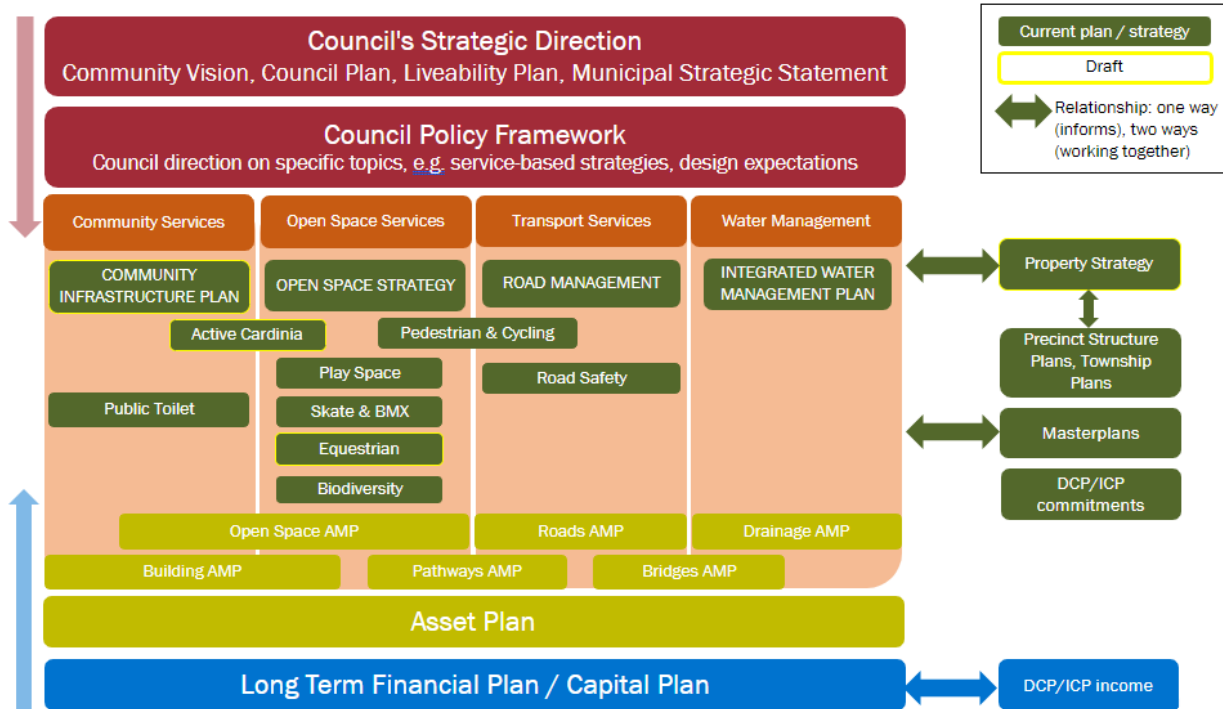 Council's Strategic Direction
Community Vision, Council Plan, Liveability Plan, Municipal Strategic Statement
Council Policy Framework
Council direction on specific topics, e.g. service-based strategies, design expectations
Current plan / strategy
Draft
Relationship: one way
(informs), two ways
(working together)
Community Services
Open Space Services
Transport Services
Water Management
COMMUNITY
INFRASTRUCTURE PLAN
OPEN SPACE STRATEGY
ROAD MANAGEMENT
INTEGRATED WATER
MANAGEMENT PLAN
Property Strategy
Active Cardinia
Pedestrian & Cycling
Precinct Structure
Plans, Township
Plans
Play Space
Road Safety
Public Toilet
Skate & BMX
Masterplans
Equestrian
Biodiversity
DCP/ICP
commitments
Open Space AMP
Roads AMP
Drainage AMP
Building AMP
Pathways AMP
Bridges AMP
Asset Plan
Long Term Financial Plan / Capital Plan
DCP/ICP income